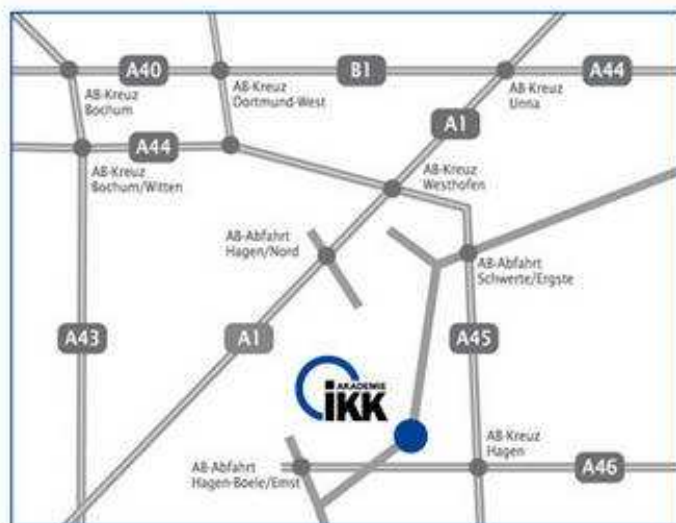 A40
B1
A44
AB-Kreuz
Bochum
AB-Kreuz
Dortmund-West
AB-Kreuz
Unna
A1
A44
AB-Kreuz
Bochum/Witten
AB-Kreuz
Westhofen
AB-Abfahrt
Hagen/Nord
AB-Abfahrt
Schwerte/Ergste
A43
A1
A45
AKADEMIE
iKK
AB-Abfahrt
Hagen-Boele/Emst
AB-Kreuz
Hagen
A46